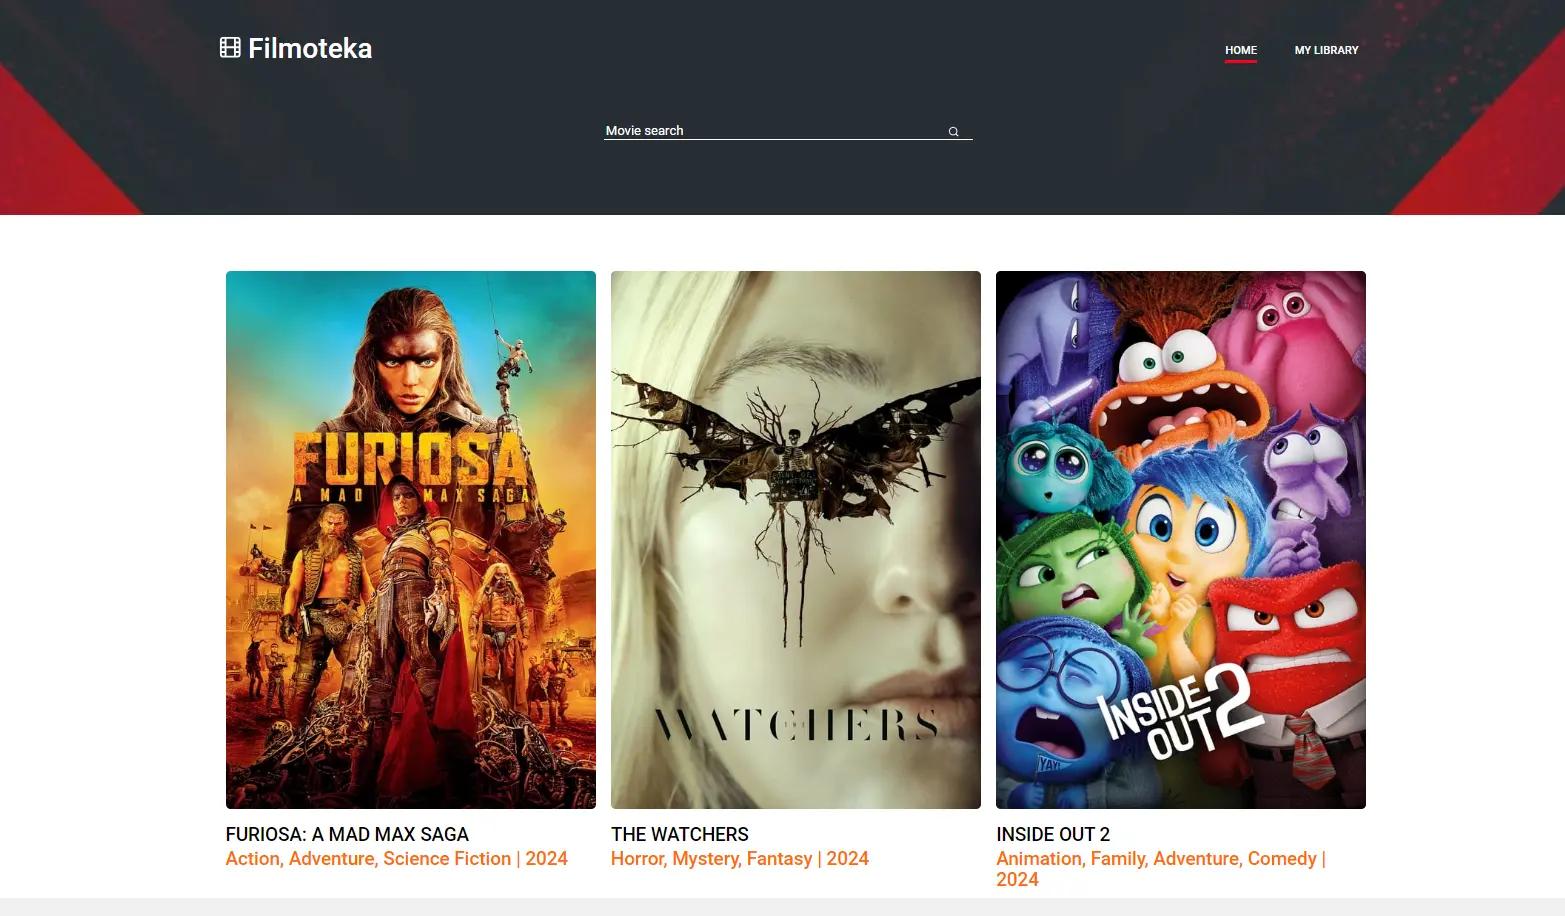 Filmoteka
HOME
MY LIBRARY
Movie search
FURIOSA
A MAD MAX SAGA
WATCHERS
INSIDE
OUT 2
YAY!
FURIOSA: A MAD MAX SAGA
Action, Adventure, Science Fiction | 2024
THE WATCHERS
Horror, Mystery, Fantasy | 2024
INSIDE OUT 2
Animation, Family, Adventure, Comedy |
2024